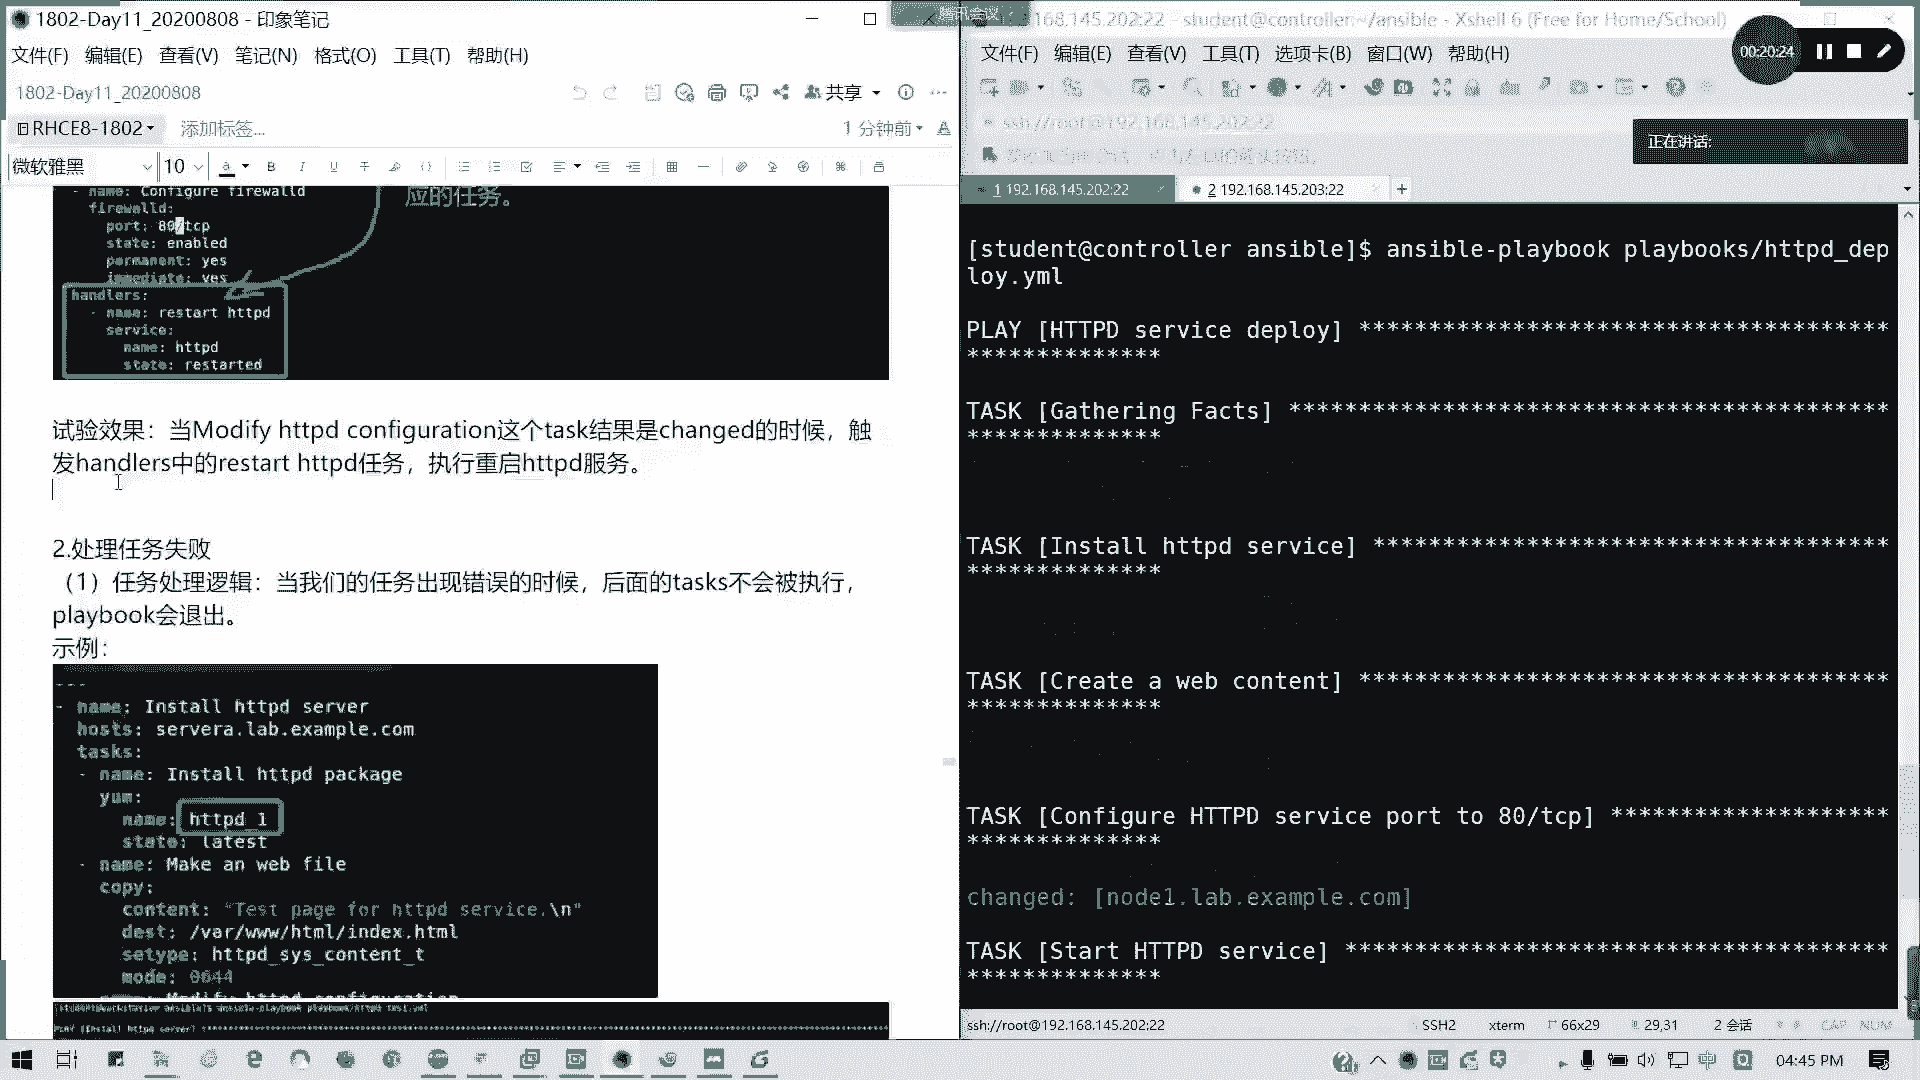 1802-Day11_20200808 - 印象笔记
文件(F) 编辑(E) 查看(V) 笔记(N) 格式(O) 工具(T) 帮助(H)
1802-Day11_20200808
共享
RHCE8-1802
添加标签...
1 分钟前
微软雅黑
10
- name: Configure firewalld
firewalld:
port: 80/tcp
state: enabled
permanent: yes
immediate: yes
handlers:
- name: restart httpd
service:
name: httpd
state: restarted
应的任务。
试验效果：当Modify httpd configuration这个task结果是changed的时候，触
发handlers中的restart httpd任务，执行重启httpd服务。
2.处理任务失败
（1）任务处理逻辑：当我们的任务出现错误的时候，后面的tasks不会被执行，
playbook会退出。
示例：
---
- name: Install httpd server
hosts: servera.lab.example.com
tasks:
- name: Install httpd package
yum:
name: httpd_1
state: latest
- name: Make an web file
copy:
content: "Test page for httpd service.\n"
dest: /var/www/html/index.html
setype: httpd_sys_content_t
mode: 0644
- name: Modify httpd configuration
168.145.202:22 - student@controller:~/ansible - Xshell 6 (Free for Home/School)
文件(F) 编辑(E) 查看(V) 工具(T) 选项卡(B) 窗口(W) 帮助(H)
00:20:24
ssh://root@192.168.145.202:22
正在讲话:
1 192.168.145.202:22
2 192.168.145.203:22
[student@controller ansible]$ ansible-playbook playbooks/httpd_dep
loy.yml
PLAY [HTTPD service deploy] ***************************************
**************
TASK [Gathering Facts] *********************************************
**************
TASK [Install httpd service] **************************************
**************
TASK [Create a web content] ***************************************
**************
TASK [Configure HTTPD service port to 80/tcp] *********************
**************
changed: [node1.lab.example.com]
TASK [Start HTTPD service] ****************************************
**************
ssh://root@192.168.145.202:22
SSH2
xterm
66x29
29,31
2 会话
CAP NUM
中
04:45 PM